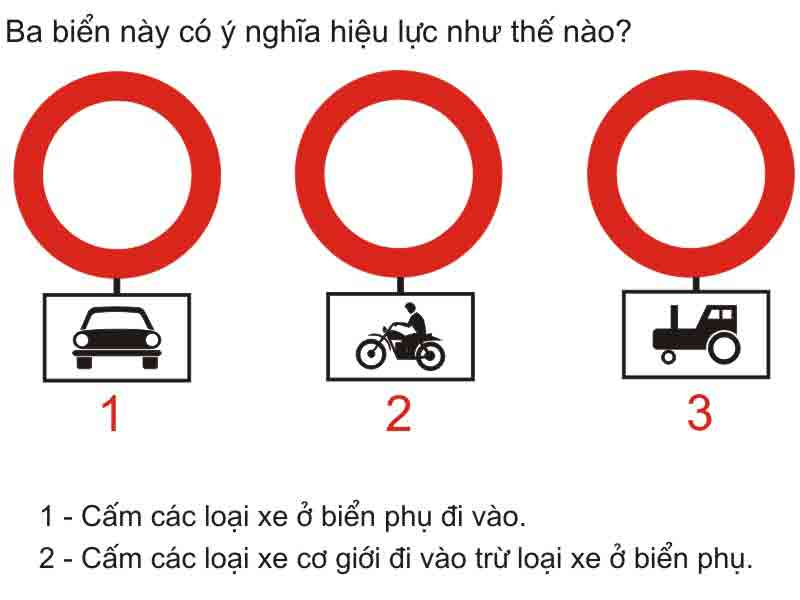 Ba biển này có ý nghĩa hiệu lực như thế nào?
1 2 3
1 - Cấm các loại xe ở biển phụ đi vào.
2 - Cấm các loại xe cơ giới đi vào trừ loại xe ở biển phụ.